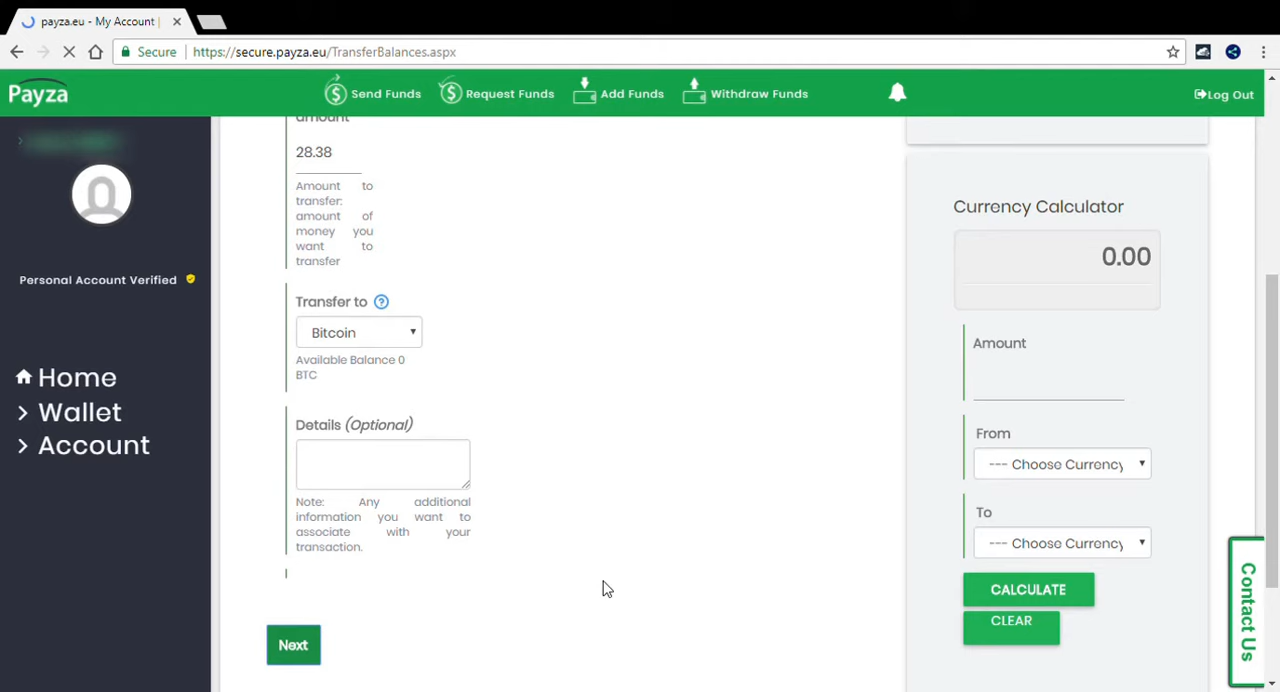 payza.eu - My Account |
Secure | https://secure.payza.eu/TransferBalances.aspx
Payza
Send Funds
Request Funds
Add Funds
Withdraw Funds
Log Out
Personal Account Verified
Home
Wallet
Account
amount
28.38
Amount to
transfer:
amount of
money you
want to
transfer
Transfer to ?
Bitcoin
Available Balance 0
BTC
Details (Optional)
Note: Any additional
information you want to
associate with your
transaction.
Next
Currency Calculator
0.00
Amount
From
--- Choose Currency
To
--- Choose Currency
CALCULATE
CLEAR
Contact Us